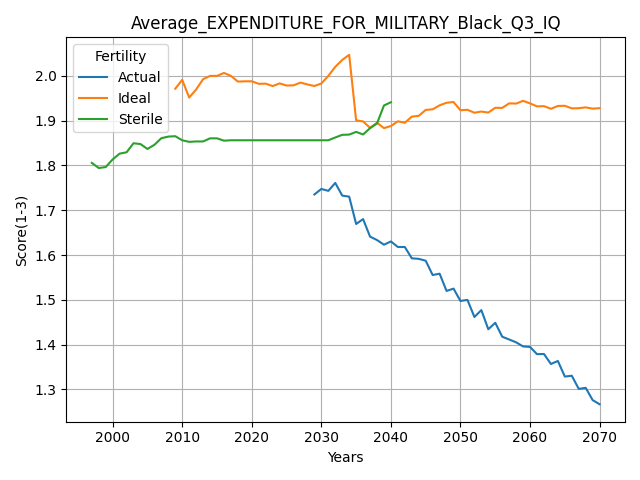 Average_EXPENDITURE_FOR_MILITARY_Black_Q3_IQ
Fertility
Actual
Ideal
Sterile
Score(1-3)
2.0
1.9
1.8
1.7
1.6
1.5
1.4
1.3
2000 2010 2020 2030 2040 2050 2060 2070
Years